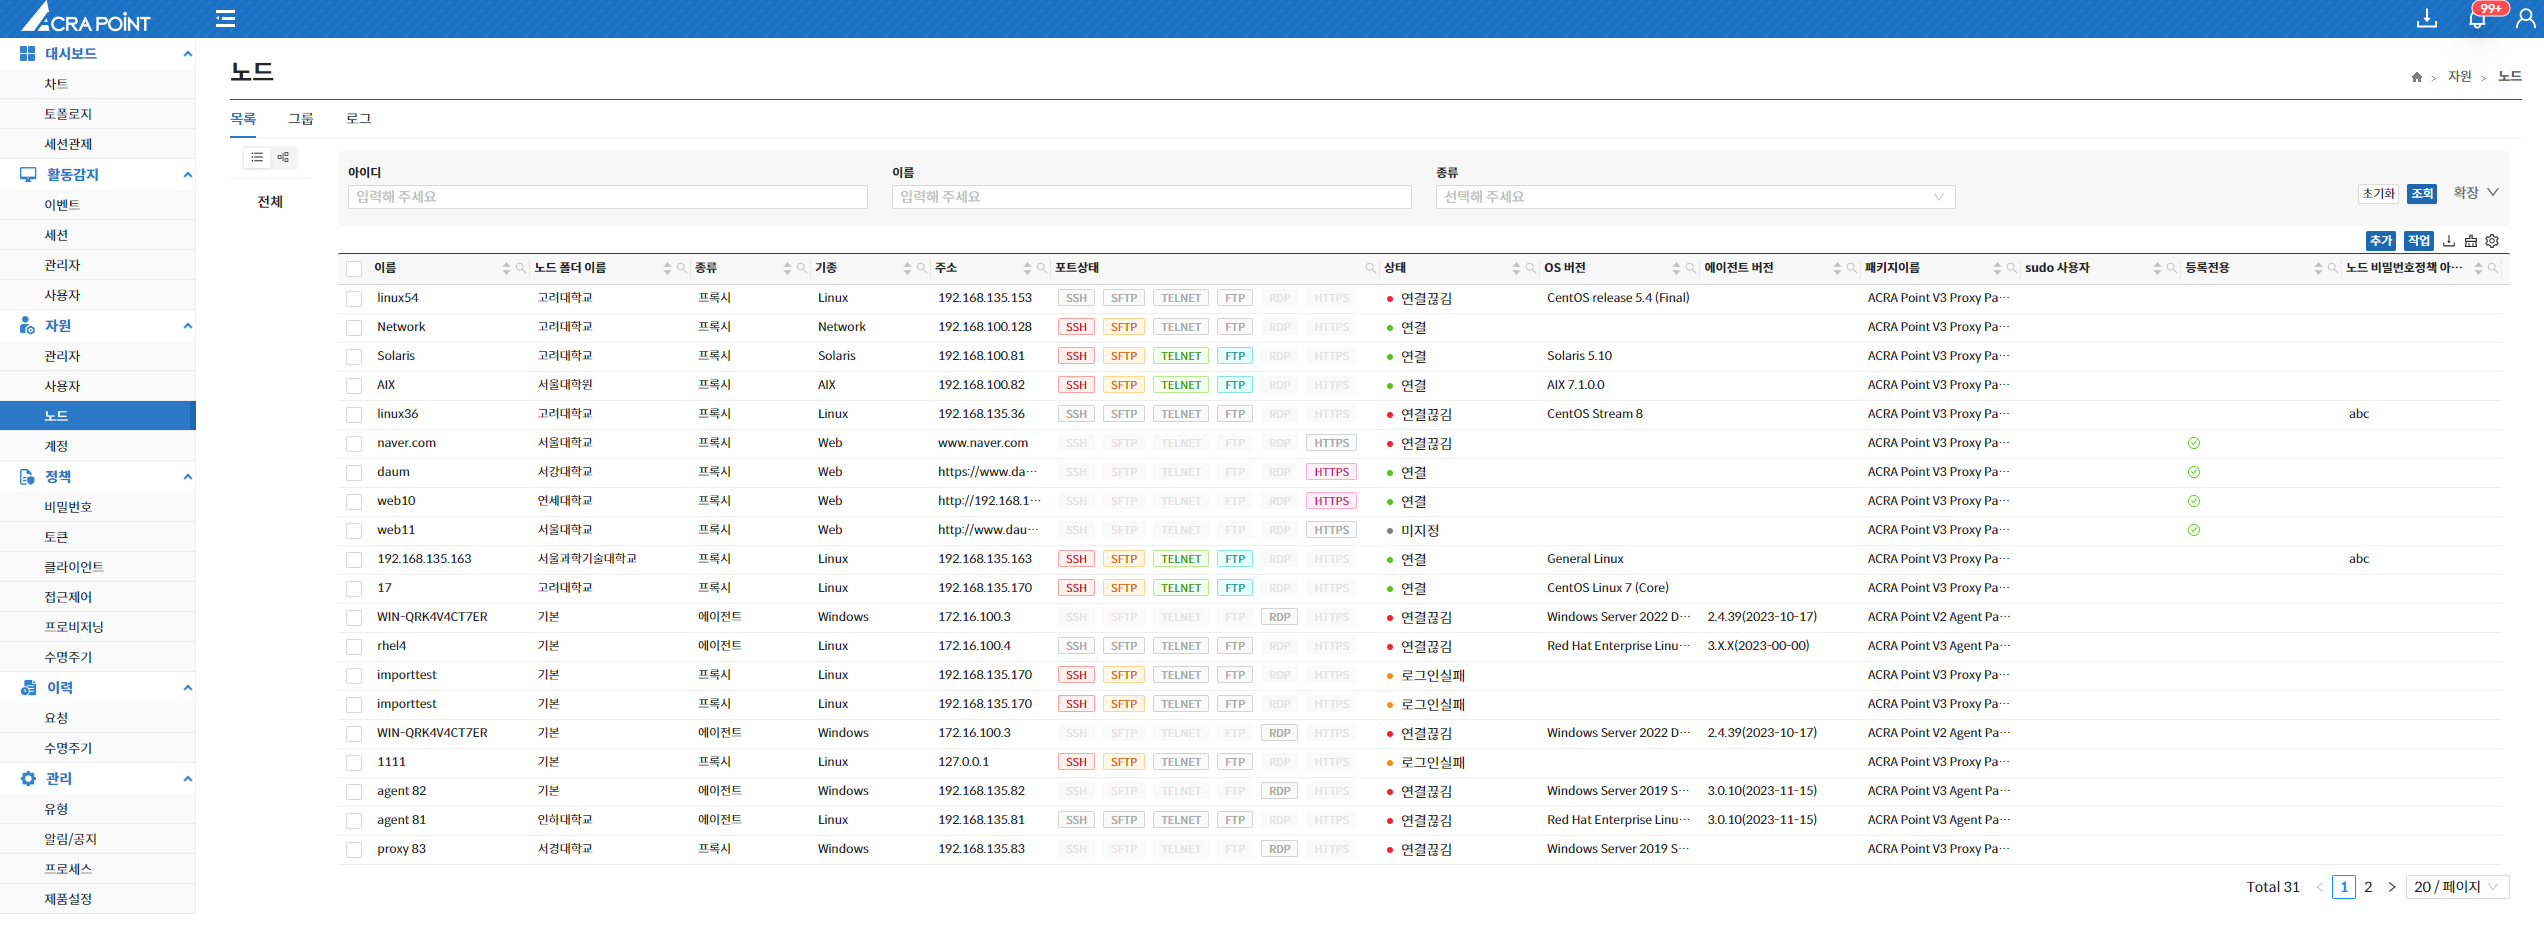 ACRA POINT
99+
대시보드
차트
토폴로지
세션관제
활동감지
이벤트
세션
관리자
사용자
자원
관리자
사용자
노드
계정
정책
비밀번호
토큰
클라이언트
접근제어
프로비저닝
수명주기
이력
요청
수명주기
관리
유형
알림/공지
프로세스
제품설정
노드
> 자원 > 노드
목록 그룹 로그
전체
아이디 이름 종류
입력해 주세요 입력해 주세요 선택해 주세요 초기화 조회 확장
추가 작업
이름 노드 폴더 이름 종류 기종 주소 포트상태 상태 OS 버전 에이전트 버전 패키지이름 sudo 사용자 등록전용 노드 비밀번호정책 아···
linux54 고려대학교 프록시 Linux 192.168.135.153 SSH SFTP TELNET FTP RDP HTTPS 연결끊김 CentOS release 5.4 (Final) ACRA Point V3 Proxy Pa···
Network 고려대학교 프록시 Network 192.168.100.128 SSH SFTP TELNET FTP RDP HTTPS 연결 ACRA Point V3 Proxy Pa···
Solaris 고려대학교 프록시 Solaris 192.168.100.81 SSH SFTP TELNET FTP RDP HTTPS 연결 Solaris 5.10 ACRA Point V3 Proxy Pa···
AIX 서울대학원 프록시 AIX 192.168.100.82 SSH SFTP TELNET FTP RDP HTTPS 연결 AIX 7.1.0.0 ACRA Point V3 Proxy Pa···
linux36 고려대학교 프록시 Linux 192.168.135.36 SSH SFTP TELNET FTP RDP HTTPS 연결끊김 CentOS Stream 8 ACRA Point V3 Proxy Pa··· abc
naver.com 서울대학교 프록시 Web www.naver.com SSH SFTP TELNET FTP RDP HTTPS 연결끊김 ACRA Point V3 Proxy Pa···
daum 서강대학교 프록시 Web https://www.da··· SSH SFTP TELNET FTP RDP HTTPS 연결 ACRA Point V3 Proxy Pa···
web10 연세대학교 프록시 Web http://192.168.1··· SSH SFTP TELNET FTP RDP HTTPS 연결 ACRA Point V3 Proxy Pa···
web11 서울대학교 프록시 Web http://www.dau··· SSH SFTP TELNET FTP RDP HTTPS 미지정 ACRA Point V3 Proxy Pa···
192.168.135.163 서울과학기술대학교 프록시 Linux 192.168.135.163 SSH SFTP TELNET FTP RDP HTTPS 연결 General Linux ACRA Point V3 Proxy Pa··· abc
17 고려대학교 프록시 Linux 192.168.135.170 SSH SFTP TELNET FTP RDP HTTPS 연결 CentOS Linux 7 (Core) ACRA Point V3 Proxy Pa···
WIN-QRK4V4CT7ER 기본 에이전트 Windows 172.16.100.3 SSH SFTP TELNET FTP RDP HTTPS 연결끊김 Windows Server 2022 D··· 2.4.39(2023-10-17) ACRA Point V2 Agent Pa···
rhel4 기본 에이전트 Linux 172.16.100.4 SSH SFTP TELNET FTP RDP HTTPS 연결끊김 Red Hat Enterprise Linu··· 3.X.X(2023-00-00) ACRA Point V3 Agent Pa···
importtest 기본 프록시 Linux 192.168.135.170 SSH SFTP TELNET FTP RDP HTTPS 로그인실패 ACRA Point V3 Proxy Pa···
importtest 기본 프록시 Linux 192.168.135.170 SSH SFTP TELNET FTP RDP HTTPS 로그인실패 ACRA Point V3 Proxy Pa···
WIN-QRK4V4CT7ER 기본 에이전트 Windows 172.16.100.3 SSH SFTP TELNET FTP RDP HTTPS 연결끊김 Windows Server 2022 D··· 2.4.39(2023-10-17) ACRA Point V2 Agent Pa···
1111 기본 프록시 Linux 127.0.0.1 SSH SFTP TELNET FTP RDP HTTPS 로그인실패 ACRA Point V3 Proxy Pa···
agent 82 기본 에이전트 Windows 192.168.135.82 SSH SFTP TELNET FTP RDP HTTPS 연결끊김 Windows Server 2019 S··· 3.0.10(2023-11-15) ACRA Point V3 Agent Pa···
agent 81 인하대학교 에이전트 Linux 192.168.135.81 SSH SFTP TELNET FTP RDP HTTPS 연결끊김 Red Hat Enterprise Linu··· 3.0.10(2023-11-15) ACRA Point V3 Agent Pa···
proxy 83 서경대학교 프록시 Windows 192.168.135.83 SSH SFTP TELNET FTP RDP HTTPS 연결끊김 Windows Server 2019 S··· ACRA Point V3 Proxy Pa···
Total 31 < 1 2 > 20 / 페이지